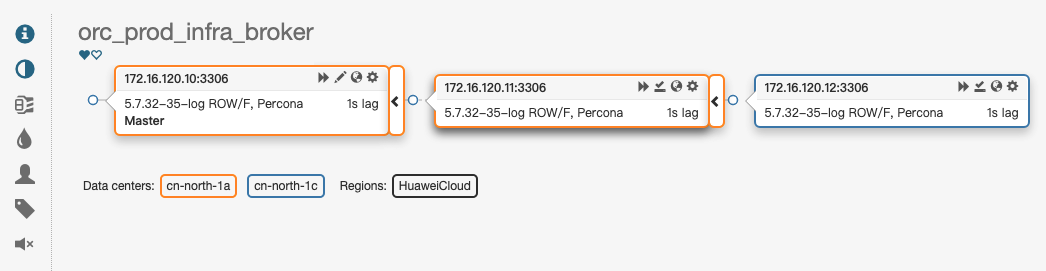 orc_prod_infra_broker
172.16.120.10:3306
5.7.32-35-log ROW/F, Percona 1s lag
Master
172.16.120.11:3306
5.7.32-35-log ROW/F, Percona 1s lag
172.16.120.12:3306
5.7.32-35-log ROW/F, Percona 1s lag
Data centers: cn-north-1a cn-north-1c Regions: HuaweiCloud